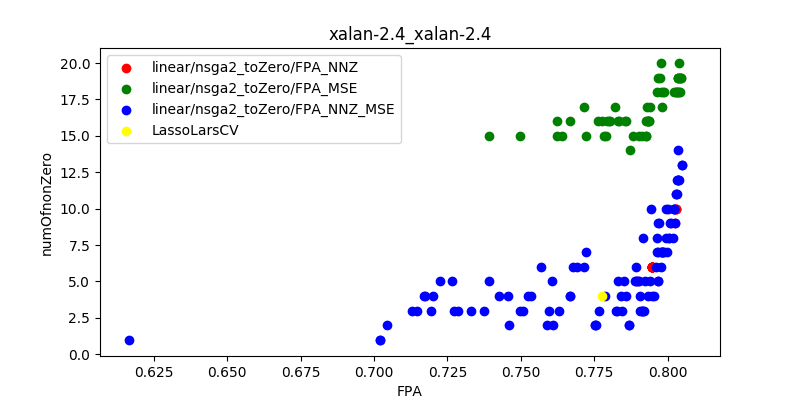 xalan-2.4_xalan-2.4
linear/nsga2_toZero/FPA_NNZ
linear/nsga2_toZero/FPA_MSE
linear/nsga2_toZero/FPA_NNZ_MSE
LassoLarsCV
numOfnonZero
20.0
17.5
15.0
12.5
10.0
7.5
5.0
2.5
0.0
0.625 0.650 0.675 0.700 0.725 0.750 0.775 0.800
FPA